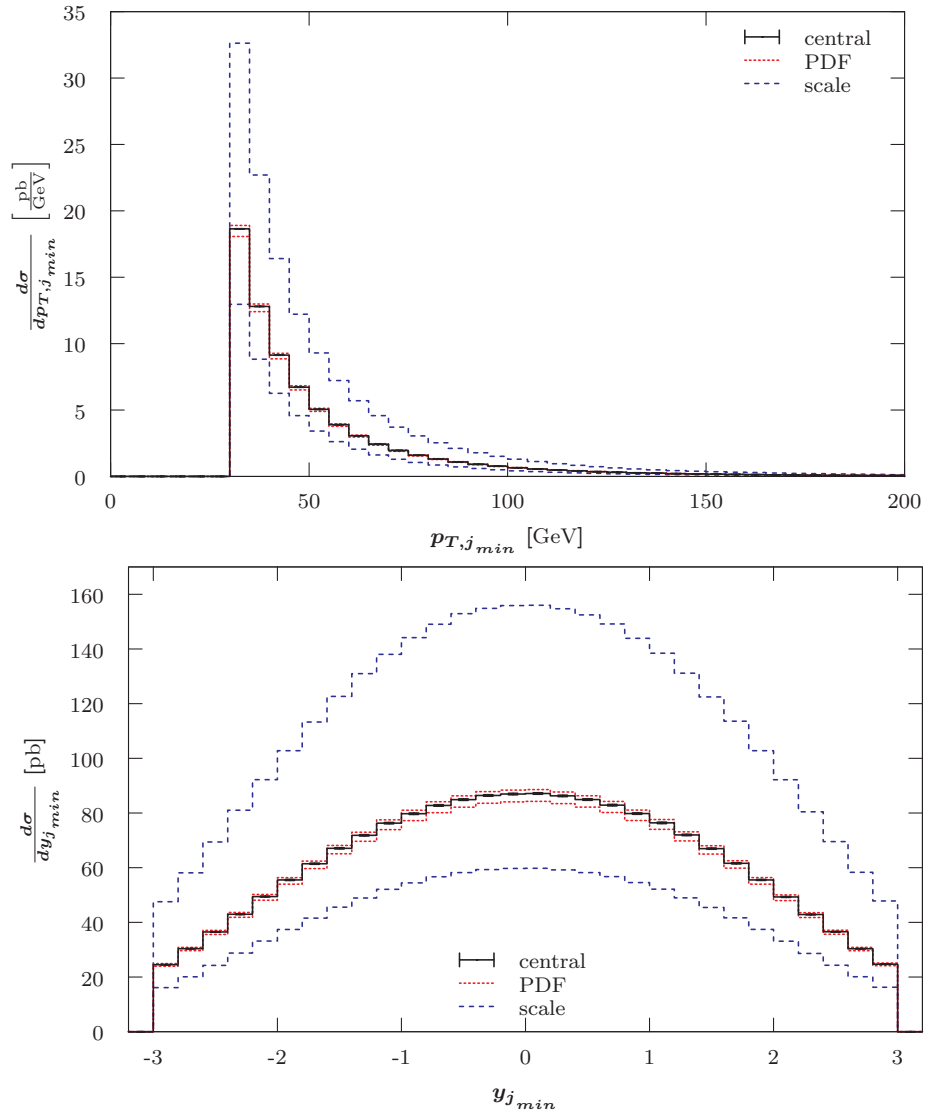 35
30
25
20
15
10
5
0
dσ
dp_{T,j_{min}}
[pb/GeV]
central
PDF
scale
0 50 100 150 200
p_{T,j_{min}} [GeV]
160
140
120
100
80
60
40
20
0
dσ
dy_{j_{min}}
[pb]
central
PDF
scale
-3 -2 -1 0 1 2 3
y_{j_{min}}